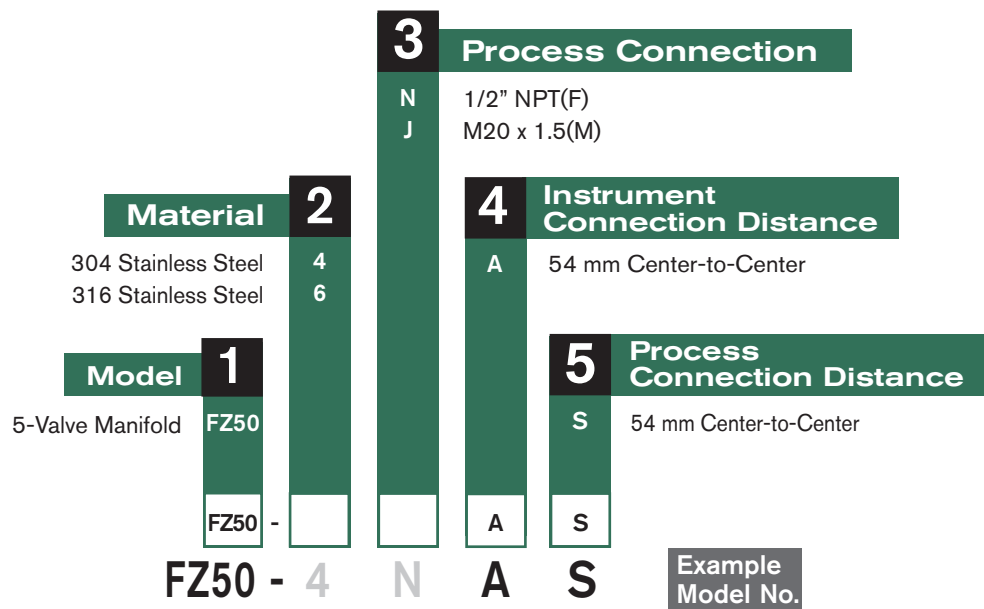 3 Process Connection
N 1/2” NPT(F)
J M20 x 1.5(M)
Material 2
304 Stainless Steel 4
316 Stainless Steel 6
4 Instrument
Connection Distance
A 54 mm Center-to-Center
Model 1
5-Valve Manifold FZ50
5 Process
Connection Distance
S 54 mm Center-to-Center
FZ50 - A S
FZ50 - 4 N A S
Example
Model No.